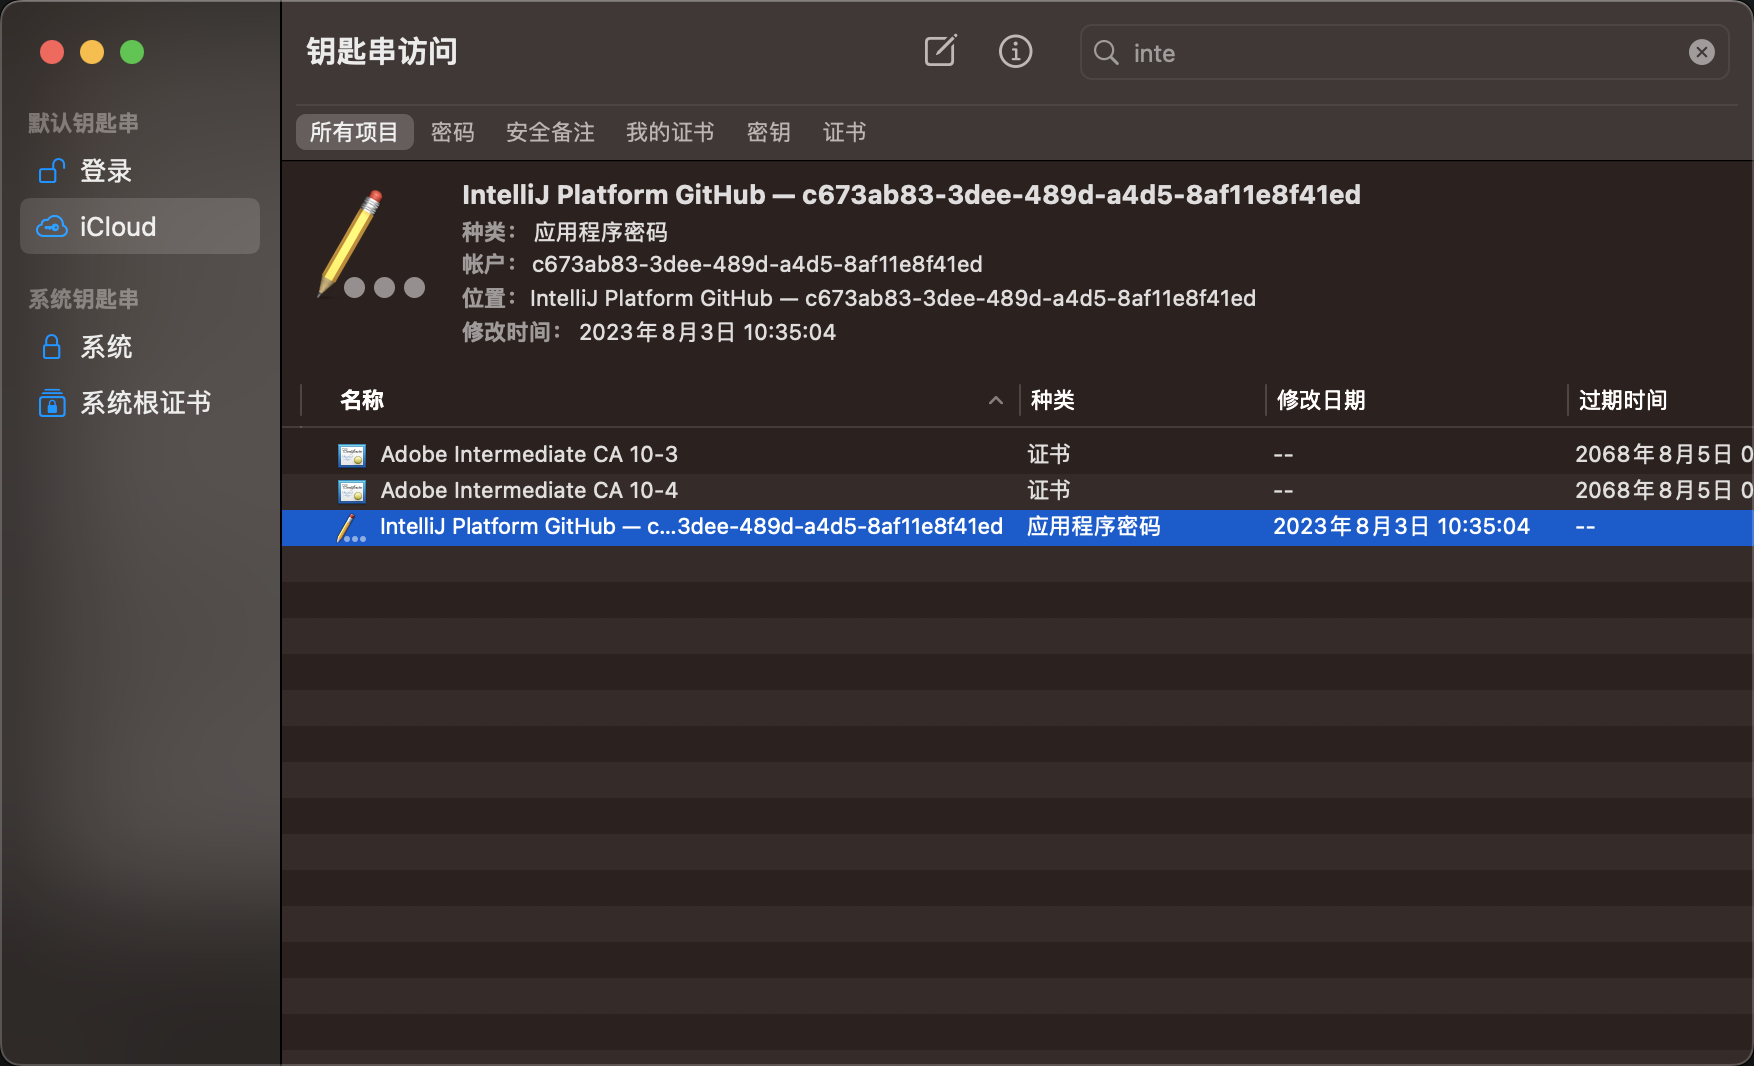 钥匙串访问
inte
默认钥匙串
登录
iCloud
系统钥匙串
系统
系统根证书
所有项目 密码 安全备注 我的证书 密钥 证书
IntelliJ Platform GitHub — c673ab83-3dee-489d-a4d5-8af11e8f41ed
种类： 应用程序密码
帐户： c673ab83-3dee-489d-a4d5-8af11e8f41ed
位置： IntelliJ Platform GitHub — c673ab83-3dee-489d-a4d5-8af11e8f41ed
修改时间： 2023年8月3日 10:35:04
名称 种类 修改日期 过期时间
Adobe Intermediate CA 10-3 证书 -- 2068年8月5日 0
Adobe Intermediate CA 10-4 证书 -- 2068年8月5日 0
IntelliJ Platform GitHub — c...3dee-489d-a4d5-8af11e8f41ed 应用程序密码 2023年8月3日 10:35:04 --